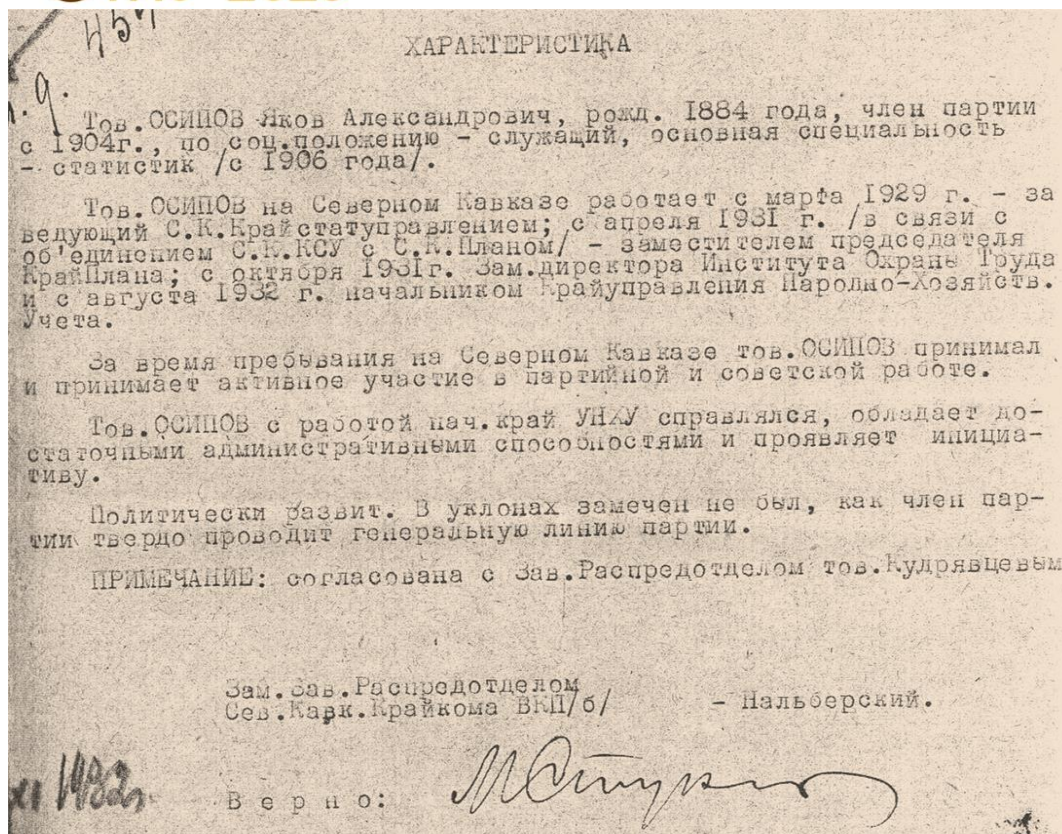 454
ХАРАКТЕРИСТИКА
Тов.ОСИПОВ Яков Александрович, рожд. 1884 года, член партии
с 1904г., по соц.положению - служащий, основная специальность
- статистик /с 1906 года/.
Тов.ОСИПОВ на Северном Кавказе работает с марта 1929 г. - за
ведующий С.К.Крайстатуправлением; с апреля 1931 г. /в связи с
об'единением С.К.КСУ с С.К.Планом/ - заместителем председателя
КрайПлана; с октября 1931г. Зам.директора Института Охраны Труда
и с августа 1932 г. начальником Крайуправления Народно-Хозяйств.
Учета.
За время пребывания на Северном Кавказе тов.ОСИПОВ принимал
и принимает активное участие в партийной и советской работе.
Тов.ОСИПОВ с работой нач.край УНХУ справлялся, обладает до-
статочными административными способностями и проявляет инициа-
тиву.
Политически развит. В уклонах замечен не был, как член пар-
тии твердо проводит генеральную линию партии.
ПРИМЕЧАНИЕ: согласована с Зав.Распредотделом тов.Кудрявцевым
Зам.Зав.Распредотделом
Сев.Кавк.Крайкома ВКП/б/ - Нальберский.
XI 1932
Верно: